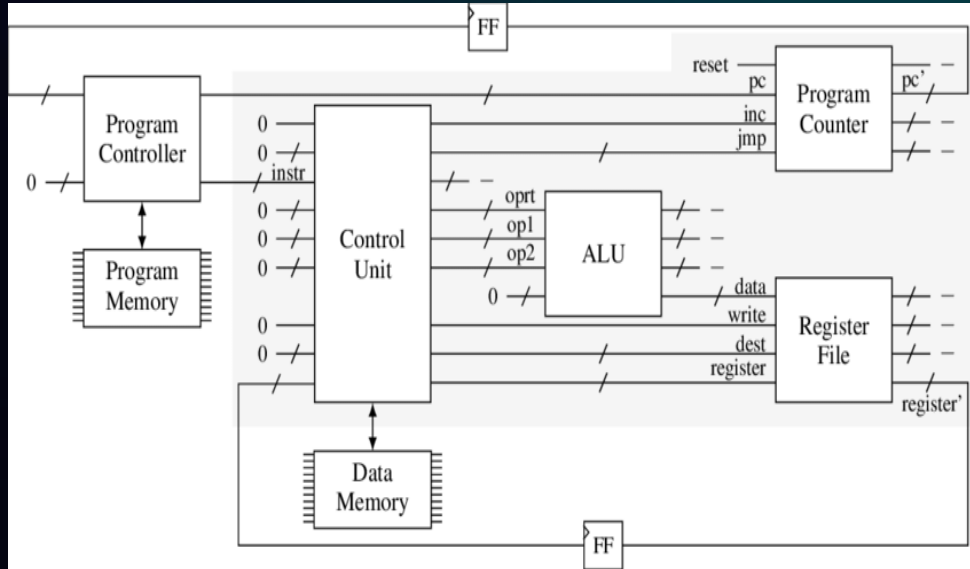 FF
reset
pc
pc'
Program
Counter
inc
jmp
Program
Controller
0
0
0
instr
0
0
0
0
0
Control
Unit
oprt
op1
op2
ALU
0
data
write
dest
register
Register
File
register'
Program
Memory
Data
Memory
FF